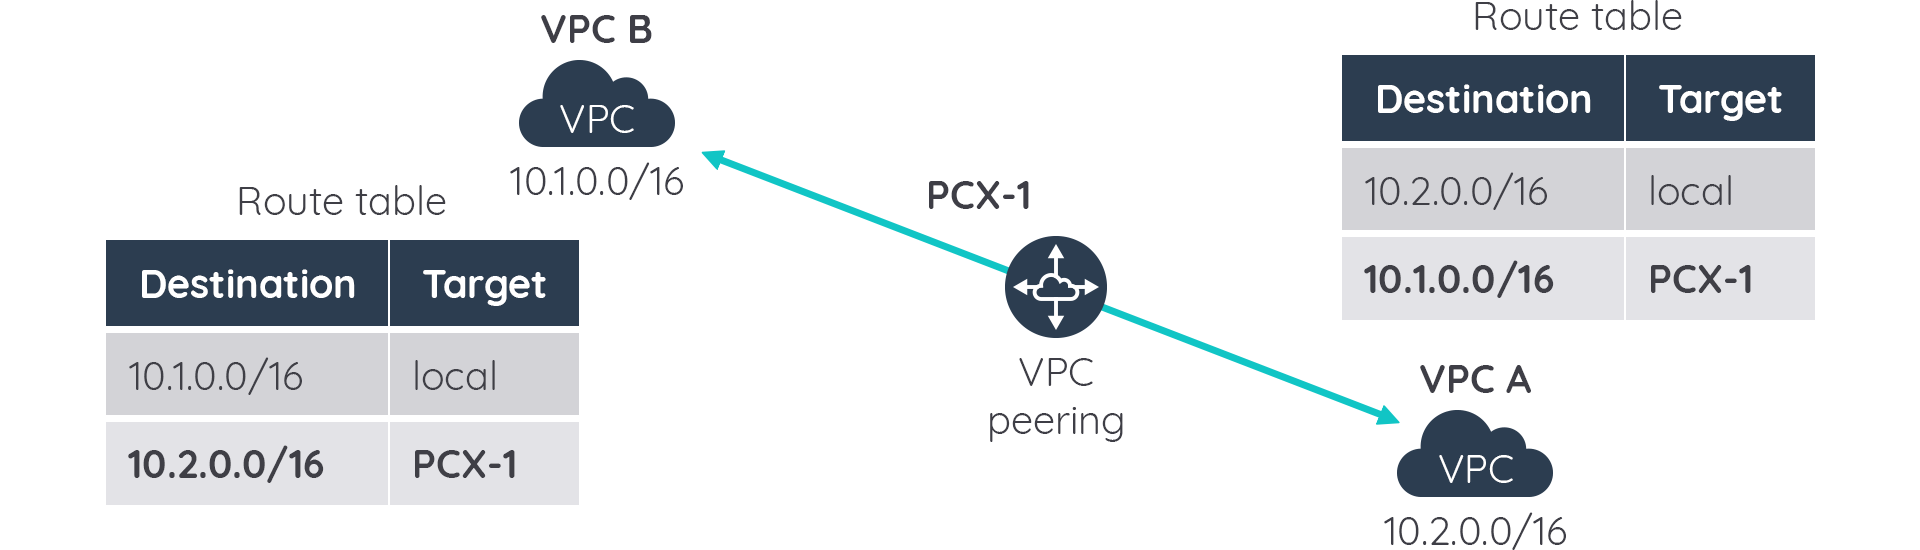 VPC B
VPC
10.1.0.0/16
Route table
Destination Target
10.1.0.0/16 local
10.2.0.0/16 PCX-1
PCX-1
VPC
peering
Route table
Destination Target
10.2.0.0/16 local
10.1.0.0/16 PCX-1
VPC A
VPC
10.2.0.0/16